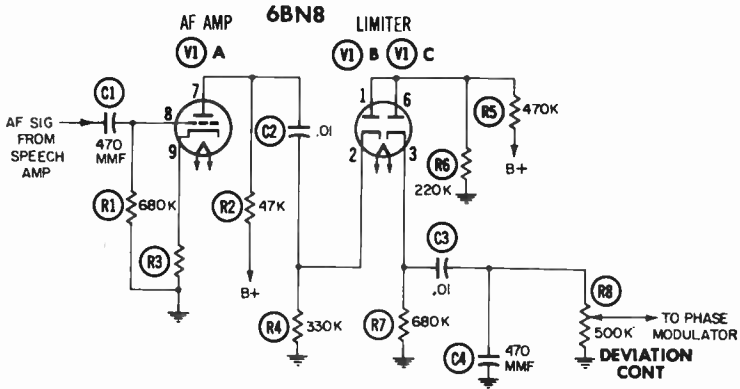 6BN8
AF AMP
V1 A
LIMITER
V1 B V1 C
C1
AF SIG
FROM
SPEECH
AMP
470
MMF
7
8
9
C2
.01
1
6
2
3
R5
470K
B+
R6
220K
R1
680K
R2
47K
B+
R3
C3
.01
R4
330K
R7
680K
C4
470
MMF
R8
500K
TO PHASE
MODULATOR
DEVIATION
CONT